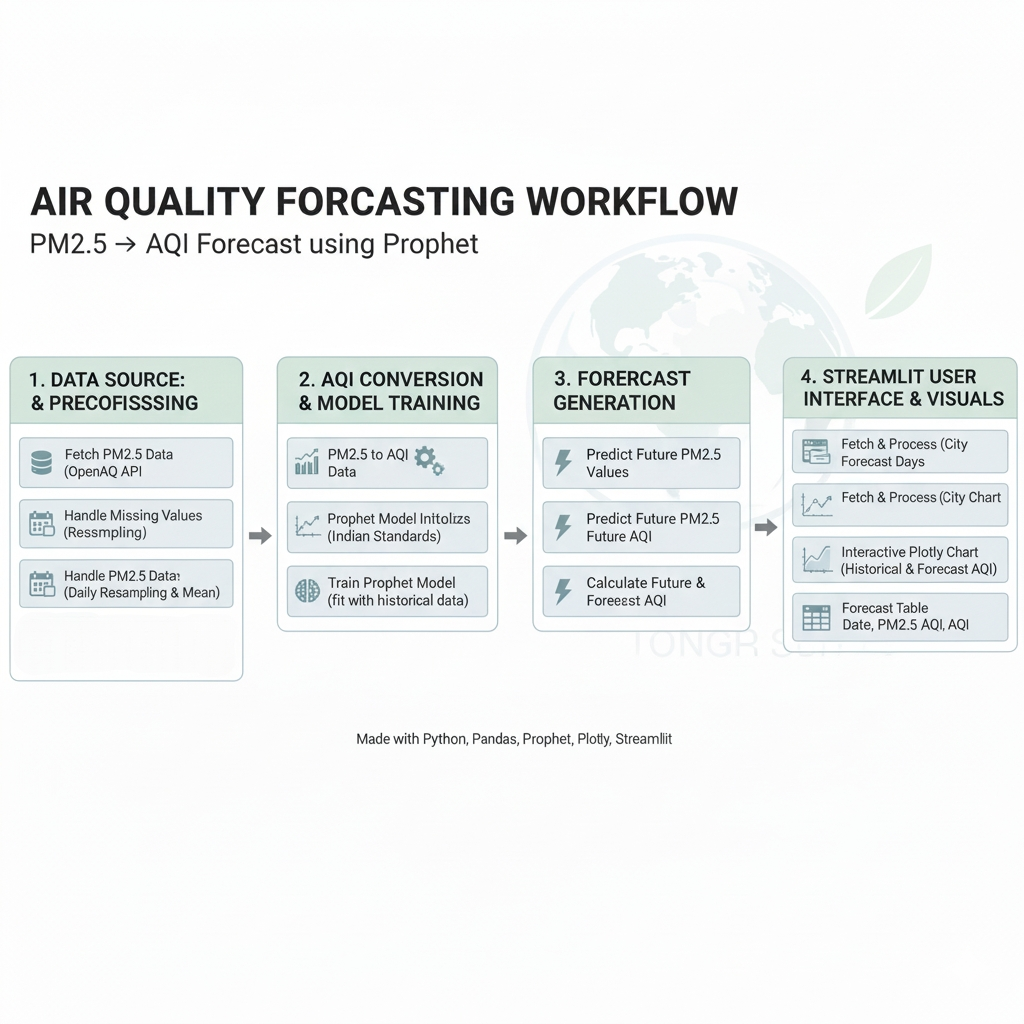 AIR QUALITY FORCASTING WORKFLOW
PM2.5 → AQI Forecast using Prophet
1. DATA SOURCE:
& PRECOFISSSING
Fetch PM2.5 Data
(OpenAQ API
Handle Missing Values
(Ressmpling)
Handle PM2.5 Data:
(Daily Resampling & Mean)
2. AQI CONVERSION
& MODEL TRAINING
PM2.5 to AQI
Data
Prophet Model
(Indian Standards)
Train Prophet Model
(fit with historical data)
3. FORERCAST
GENERATION
Predict Future PM2.5
Values
Predict Future PM2.5
Future AQI
Calculate Future &
AQI
4. STREAMLIT USER
INTERFACE & VISUALS
Fetch & Process (City
Forecast Days
Fetch & Process (City Chart
Interactive Plotly Chart
(Historical & Forecast AQI)
Forecast Table
Date, PM2.5 AQI, AQI
TONGR
Made with Python, Pandas, Prophet, Plotly, Streamlit